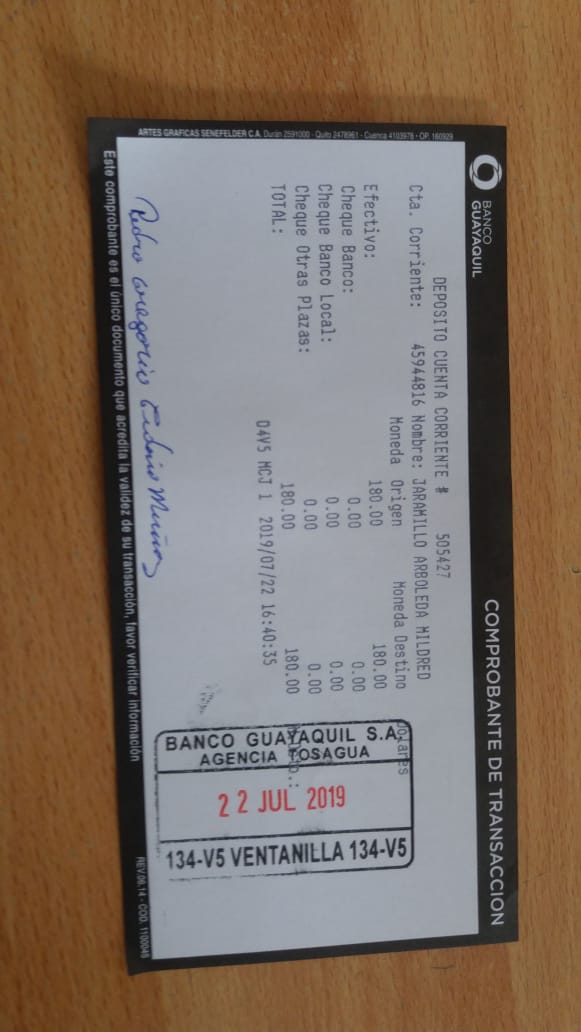 BANCO
GUAYAQUIL
COMPROBANTE DE TRANSACCION
DEPOSITO CUENTA CORRIENTE # 505427
Cta. Corriente: 45944816 Nombre: JARAMILLO ARBOLEDA MILDRED
Moneda Origen Moneda Destino Dolares
Efectivo: 180.00 180.00
Cheque Banco: 0.00 0.00
Cheque Banco Local: 0.00 0.00
Cheque Otras Plazas: 0.00 0.00
TOTAL: 180.00 180.00
04V5 MCJ 1 2019/07/22 16:40:35
BANCO GUAYAQUIL S.A.
AGENCIA TOSAGUA
22 JUL 2019
134-V5 VENTANILLA 134-V5
Pedro Gregorio Cedeño Muñoz
Este comprobante es el único documento que acredita la validez de su transacción, favor verificar información
REV.06.14 - COD. 1100045
ARTES GRAFICAS SENEFELDER C.A.